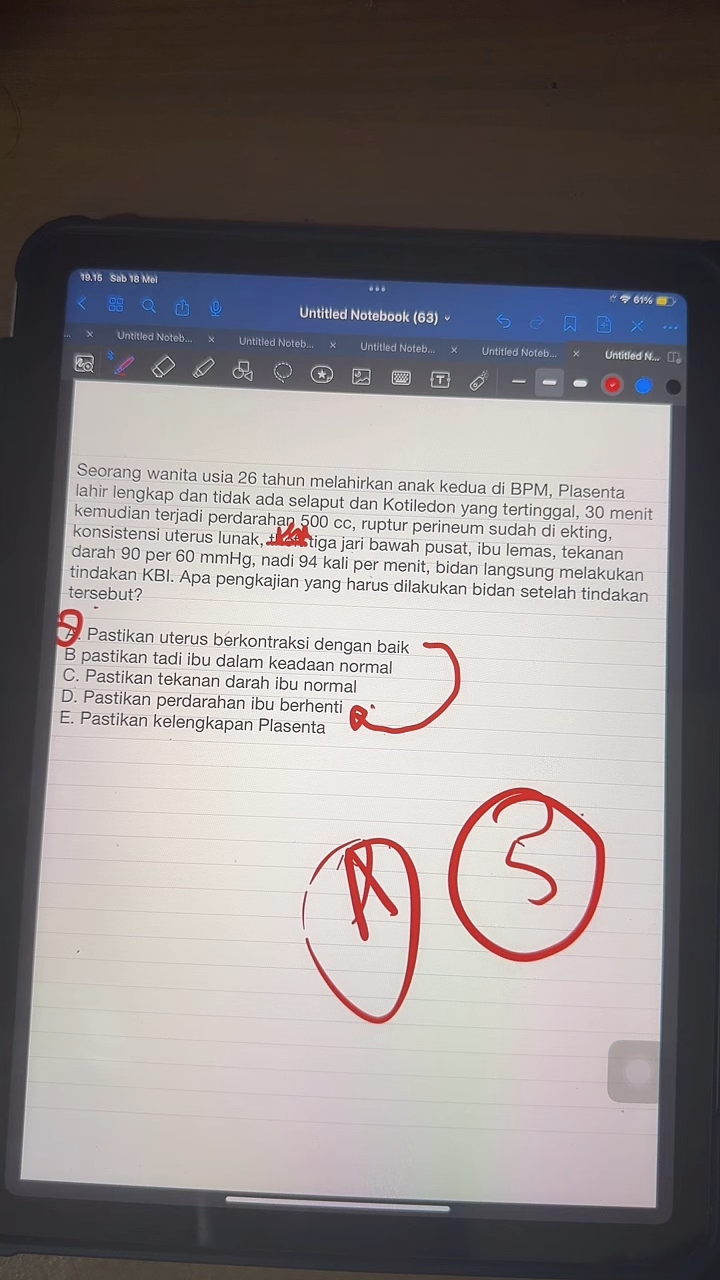 19.15 Sab 18 Mei
61%
Untitled Notebook (63)
Untitled Noteb...
Untitled Noteb...
Untitled Noteb...
Untitled Noteb...
Untitled N...
Seorang wanita usia 26 tahun melahirkan anak kedua di BPM, Plasenta
lahir lengkap dan tidak ada selaput dan Kotiledon yang tertinggal, 30 menit
kemudian terjadi perdarahan 500 cc, ruptur perineum sudah di ekting,
konsistensi uterus lunak, tiga jari bawah pusat, ibu lemas, tekanan
darah 90 per 60 mmHg, nadi 94 kali per menit, bidan langsung melakukan
tindakan KBI. Apa pengkajian yang harus dilakukan bidan setelah tindakan
tersebut?
A. Pastikan uterus berkontraksi dengan baik
B pastikan tadi ibu dalam keadaan normal
C. Pastikan tekanan darah ibu normal
D. Pastikan perdarahan ibu berhenti
E. Pastikan kelengkapan Plasenta
A